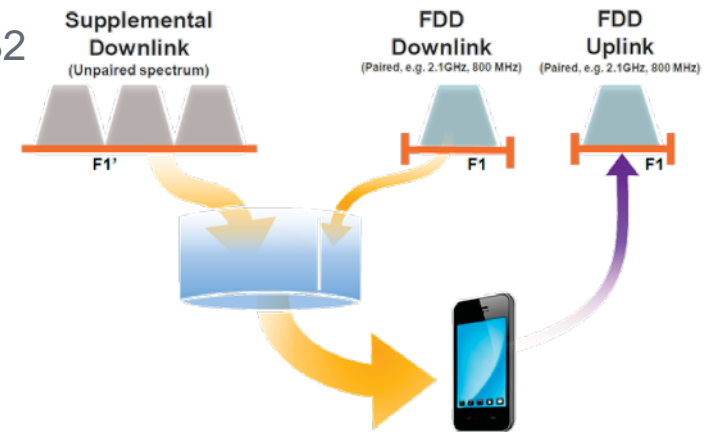 Supplemental
Downlink
(Unpaired spectrum)
F1'
FDD
Downlink
(Paired, e.g. 2.1GHz, 800 MHz)
F1
FDD
Uplink
(Paired, e.g. 2.1GHz, 800 MHz)
F1